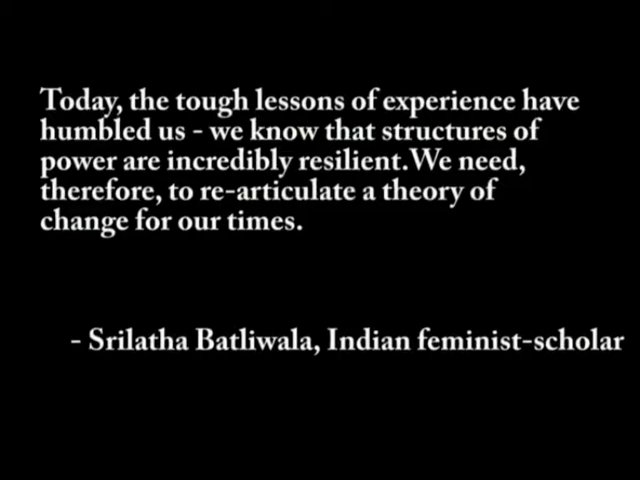 Today, the tough lessons of experience have
humbled us - we know that structures of
power are incredibly resilient. We need,
therefore, to re-articulate a theory of
change for our times.
- Srilatha Batliwala, Indian feminist-scholar